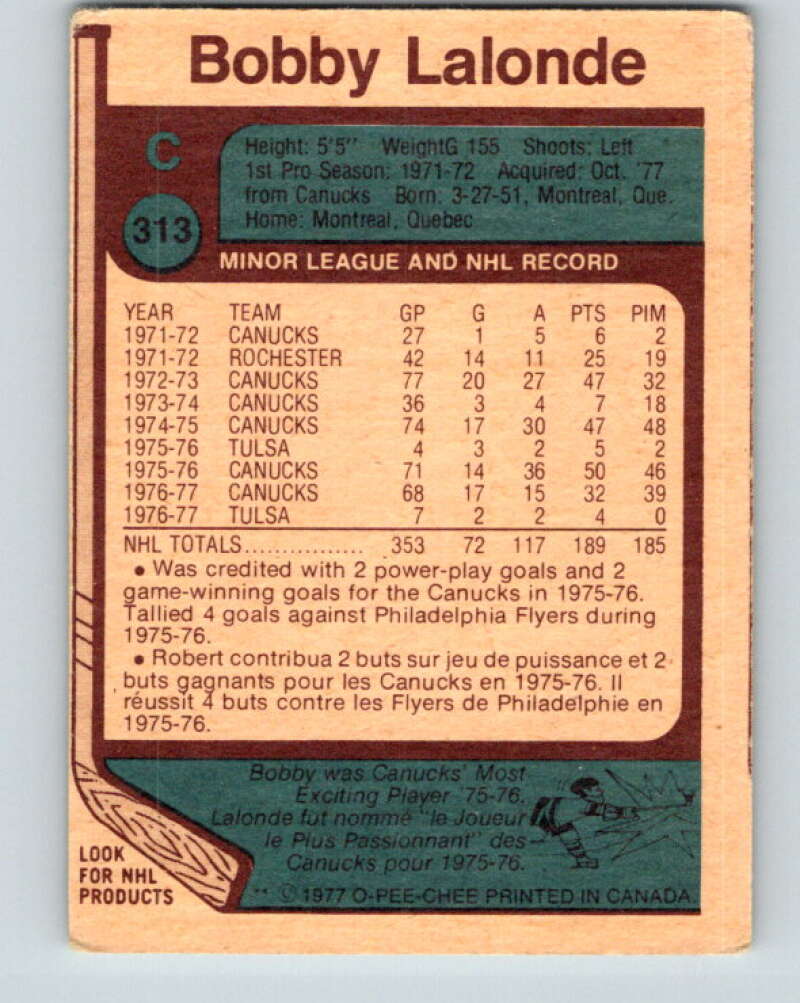 Bobby Lalonde
C
313
Height: 5'5" WeightG 155 Shoots: Left
1st Pro Season: 1971-72 Acquired: Oct. '77
from Canucks Born: 3-27-51, Montreal, Que.
Home: Montreal, Quebec
MINOR LEAGUE AND NHL RECORD
YEAR TEAM GP G A PTS PIM
1971-72 CANUCKS 27 1 5 6 2
1971-72 ROCHESTER 42 14 11 25 19
1972-73 CANUCKS 77 20 27 47 32
1973-74 CANUCKS 36 3 4 7 18
1974-75 CANUCKS 74 17 30 47 48
1975-76 TULSA 4 3 2 5 2
1975-76 CANUCKS 71 14 36 50 46
1976-77 CANUCKS 68 17 15 32 39
1976-77 TULSA 7 2 2 4 0
NHL TOTALS................ 353 72 117 189 185
• Was credited with 2 power-play goals and 2
game-winning goals for the Canucks in 1975-76.
Tallied 4 goals against Philadelphia Flyers during
1975-76.
• Robert contribua 2 buts sur jeu de puissance et 2
buts gagnants pour les Canucks en 1975-76. Il
réussit 4 buts contre les Flyers de Philadelphie en
1975-76.
Bobby was Canucks' Most
Exciting Player '75-76.
Lalonde fut nommé "le Joueur
le Plus Passionnant" des
Canucks pour 1975-76.
LOOK
FOR NHL
PRODUCTS
** ©1977 O-PEE-CHEE PRINTED IN CANADA.